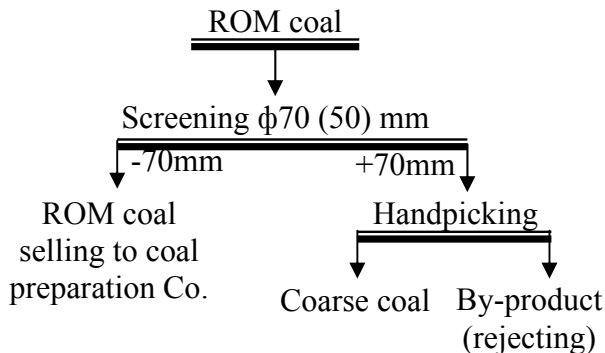 ROM coal
Screening ф70 (50) mm
-70mm
+70mm
ROM coal
selling to coal
preparation Co.
Handpicking
Coarse coal
By-product
(rejecting)